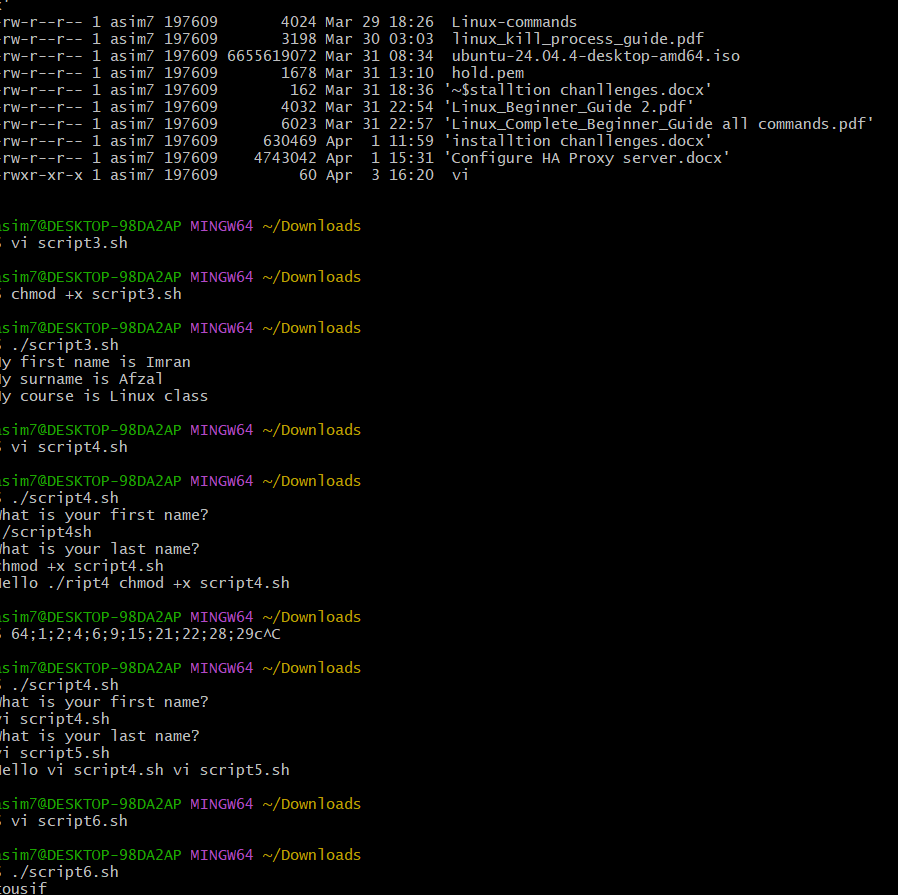 x'
-rw-r--r-- 1 asim7 197609 4024 Mar 29 18:26 Linux-commands
-rw-r--r-- 1 asim7 197609 3198 Mar 30 03:03 linux_kill_process_guide.pdf
-rw-r--r-- 1 asim7 197609 6655619072 Mar 31 08:34 ubuntu-24.04.4-desktop-amd64.iso
-rw-r--r-- 1 asim7 197609 1678 Mar 31 13:10 hold.pem
-rw-r--r-- 1 asim7 197609 162 Mar 31 18:36 '~$stalltion chanllenges.docx'
-rw-r--r-- 1 asim7 197609 4032 Mar 31 22:54 'Linux_Beginner_Guide 2.pdf'
-rw-r--r-- 1 asim7 197609 6023 Mar 31 22:57 'Linux_Complete_Beginner_Guide all commands.pdf'
-rw-r--r-- 1 asim7 197609 630469 Apr 1 11:59 'installtion chanllenges.docx'
-rw-r--r-- 1 asim7 197609 4743042 Apr 1 15:31 'Configure HA Proxy server.docx'
-rwxr-xr-x 1 asim7 197609 60 Apr 3 16:20 vi
asim7@DESKTOP-98DA2AP MINGW64 ~/Downloads
$ vi script3.sh
asim7@DESKTOP-98DA2AP MINGW64 ~/Downloads
$ chmod +x script3.sh
asim7@DESKTOP-98DA2AP MINGW64 ~/Downloads
$ ./script3.sh
My first name is Imran
My surname is Afzal
My course is Linux class
asim7@DESKTOP-98DA2AP MINGW64 ~/Downloads
$ vi script4.sh
asim7@DESKTOP-98DA2AP MINGW64 ~/Downloads
$ ./script4.sh
What is your first name?
/script4sh
What is your last name?
chmod +x script4.sh
Hello ./ript4 chmod +x script4.sh
asim7@DESKTOP-98DA2AP MINGW64 ~/Downloads
$ 64;1;2;4;6;9;15;21;22;28;29c^C
asim7@DESKTOP-98DA2AP MINGW64 ~/Downloads
$ ./script4.sh
What is your first name?
vi script4.sh
What is your last name?
vi script5.sh
Hello vi script4.sh vi script5.sh
asim7@DESKTOP-98DA2AP MINGW64 ~/Downloads
$ vi script6.sh
asim7@DESKTOP-98DA2AP MINGW64 ~/Downloads
$ ./script6.sh
tousif